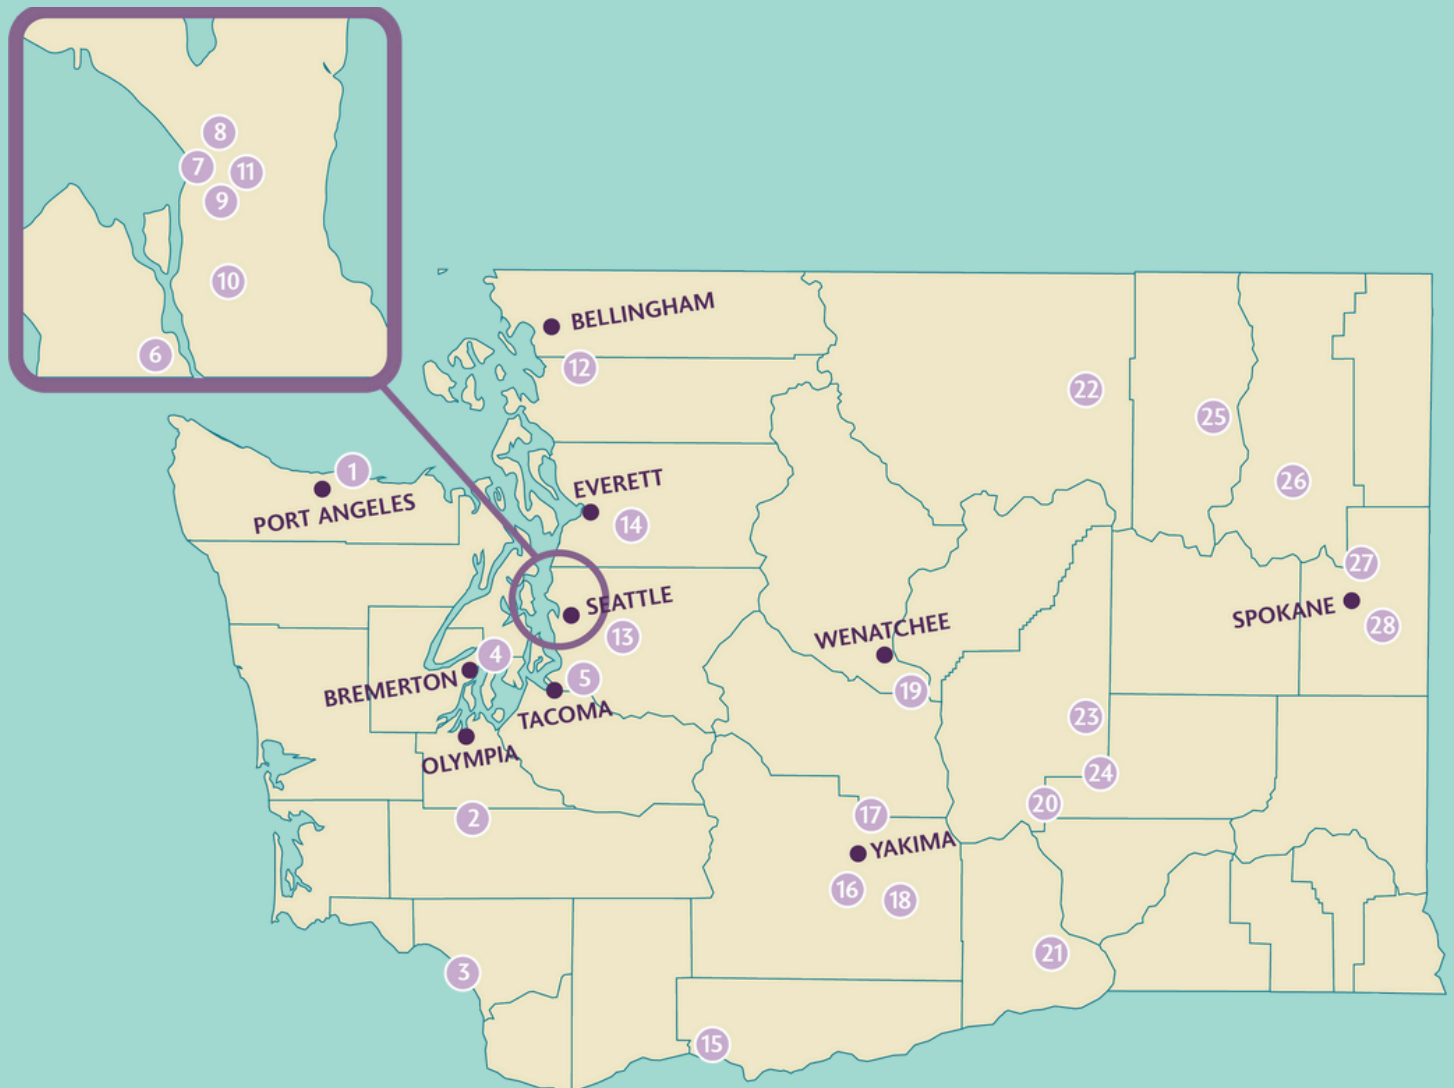 8
7
11
9
10
6
BELLINGHAM
12
22
25
1
PORT ANGELES
EVERETT
14
26
27
SEATTLE
13
SPOKANE
28
WENATCHEE
4
BREMERTON
5
TACOMA
19
OLYMPIA
23
24
20
2
17
YAKIMA
16
18
21
3
15